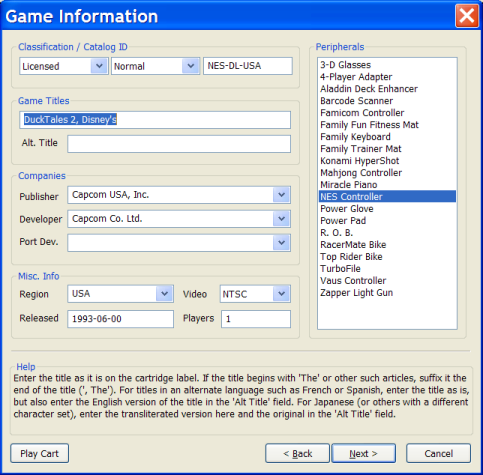 Game Information
Classification / Catalog ID
Licensed Normal NES-DL-USA
Game Titles
DuckTales 2, Disney's
Alt. Title
Companies
Publisher Capcom USA, Inc.
Developer Capcom Co. Ltd.
Port Dev.
Misc. Info
Region USA Video NTSC
Released 1993-06-00 Players 1
Peripherals
3-D Glasses
4-Player Adapter
Aladdin Deck Enhancer
Barcode Scanner
Famicom Controller
Family Fun Fitness Mat
Family Keyboard
Family Trainer Mat
Konami HyperShot
Mahjong Controller
Miracle Piano
NES Controller
Power Glove
Power Pad
R. O. B.
RacerMate Bike
Top Rider Bike
TurboFile
Vaus Controller
Zapper Light Gun
Help
Enter the title as it is on the cartridge label. If the title begins with 'The' or other such articles, suffix it the
end of the title (', The'). For titles in an alternate language such as French or Spanish, enter the title as is,
but also enter the English version of the title in the 'Alt Title' field. For Japanese (or others with a different
character set), enter the transliterated version here and the original in the 'Alt Title' field.
Play Cart < Back Next > Cancel